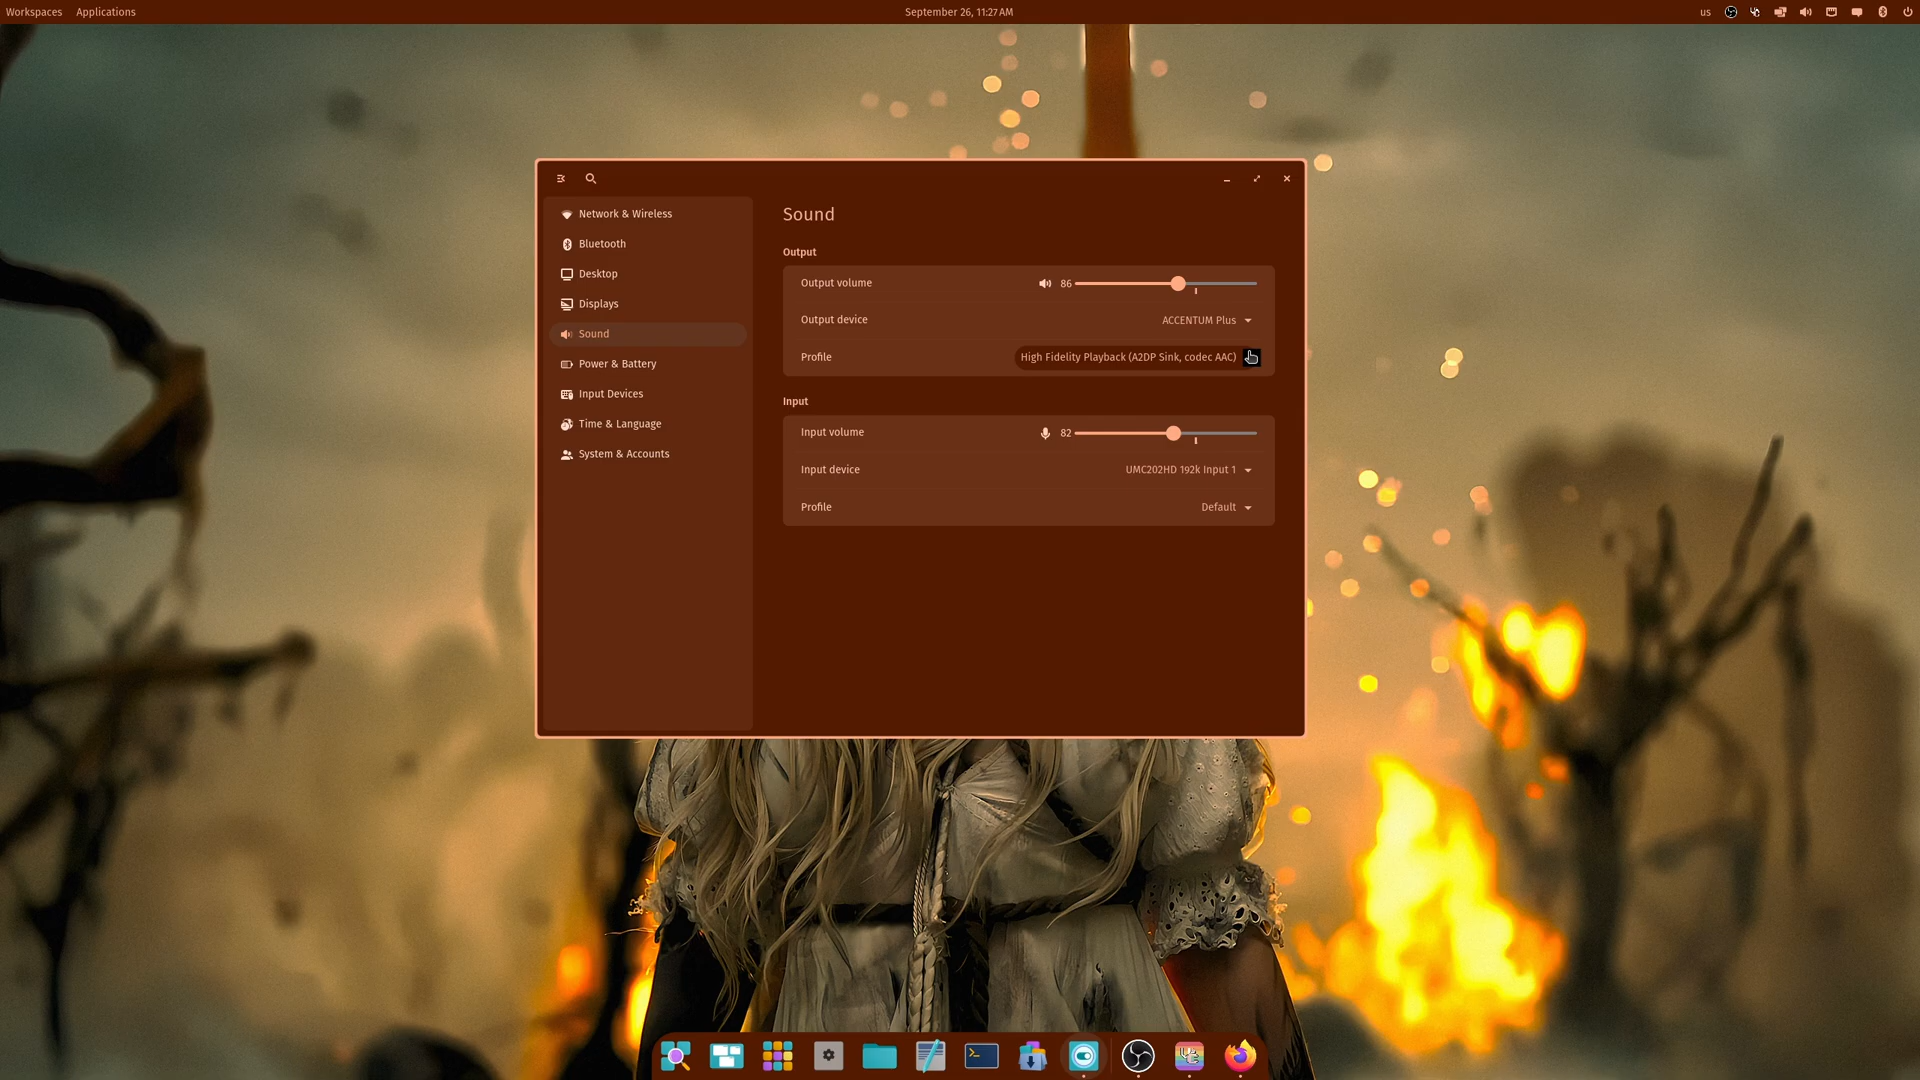 Workspaces Applications September 26, 11:27 AM us
Sound
Network & Wireless
Bluetooth
Desktop
Displays
Sound
Power & Battery
Input Devices
Time & Language
System & Accounts
Output
Output volume 86
Output device ACCENTUM Plus
Profile High Fidelity Playback (A2DP Sink, codec AAC)
Input
Input volume 82
Input device UMC202HD 192k Input 1
Profile Default